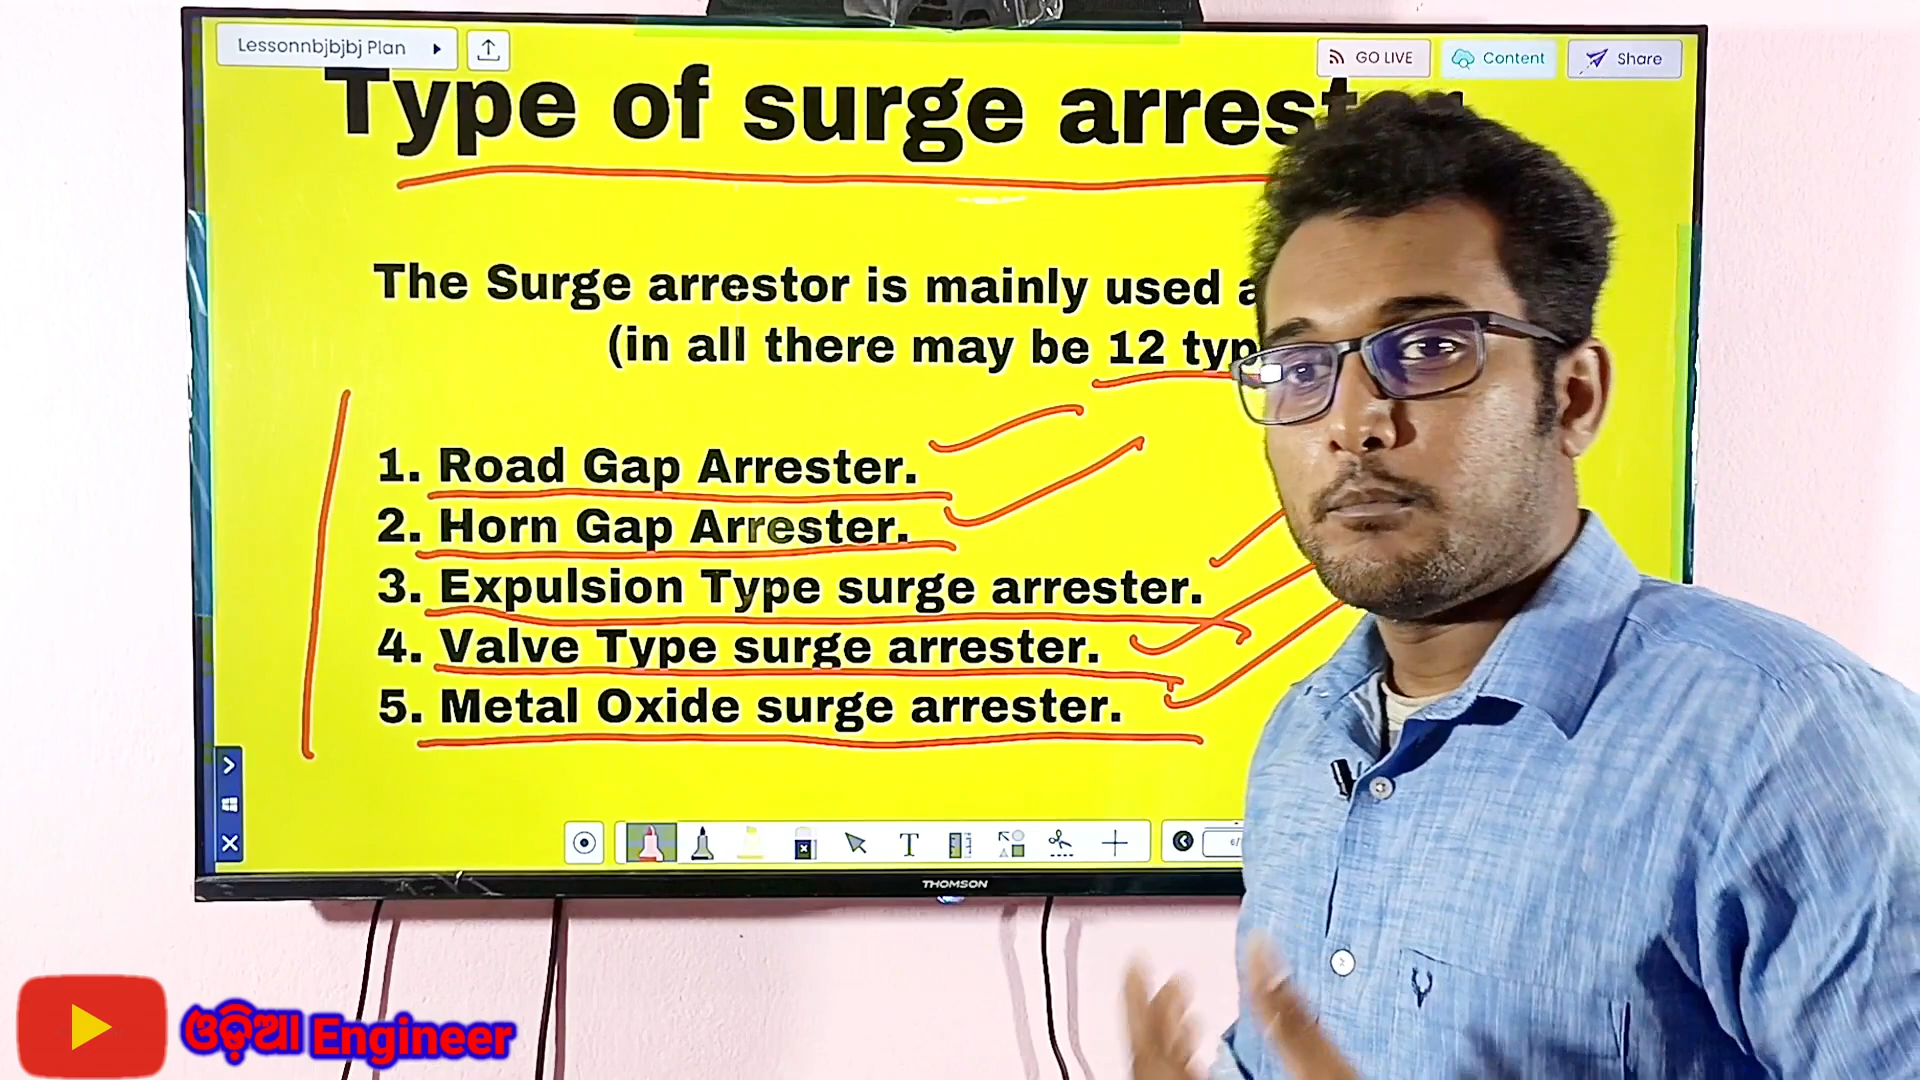 Lessonnbjbjbj Plan
GO LIVE
Content
Share
Type of surge arrester
The Surge arrestor is mainly used
(in all there may be 12
1. Road Gap Arrester.
2. Horn Gap Arrester.
3. Expulsion Type surge arrester.
4. Valve Type surge arrester.
5. Metal Oxide surge arrester.
T
THOMSON
ଓଡ଼ିଆ Engineer